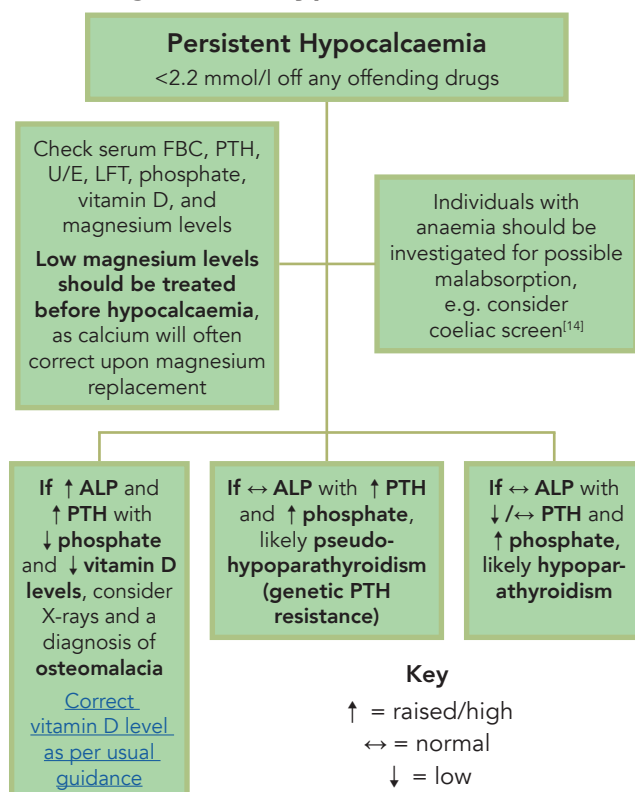 Persistent Hypocalcaemia
<2.2 mmol/l off any offending drugs
Check serum FBC, PTH,
U/E, LFT, phosphate,
vitamin D, and
magnesium levels
Low magnesium levels
should be treated
before hypocalcaemia,
as calcium will often
correct upon magnesium
replacement
Individuals with
anaemia should be
investigated for possible
malabsorption,
e.g. consider
coeliac screen[14]
If ↑ ALP and
↑ PTH with
↓ phosphate
and ↓ vitamin D
levels, consider
X-rays and a
diagnosis of
osteomalacia
Correct
vitamin D level
as per usual
guidance
If ↔ ALP with ↑ PTH
and ↑ phosphate,
likely pseudo-
hypoparathyroidism
(genetic PTH
resistance)
If ↔ ALP with
↓/↔ PTH and
↑ phosphate,
likely hypopar-
athyroidism
Key
↑ = raised/high
↔ = normal
↓ = low